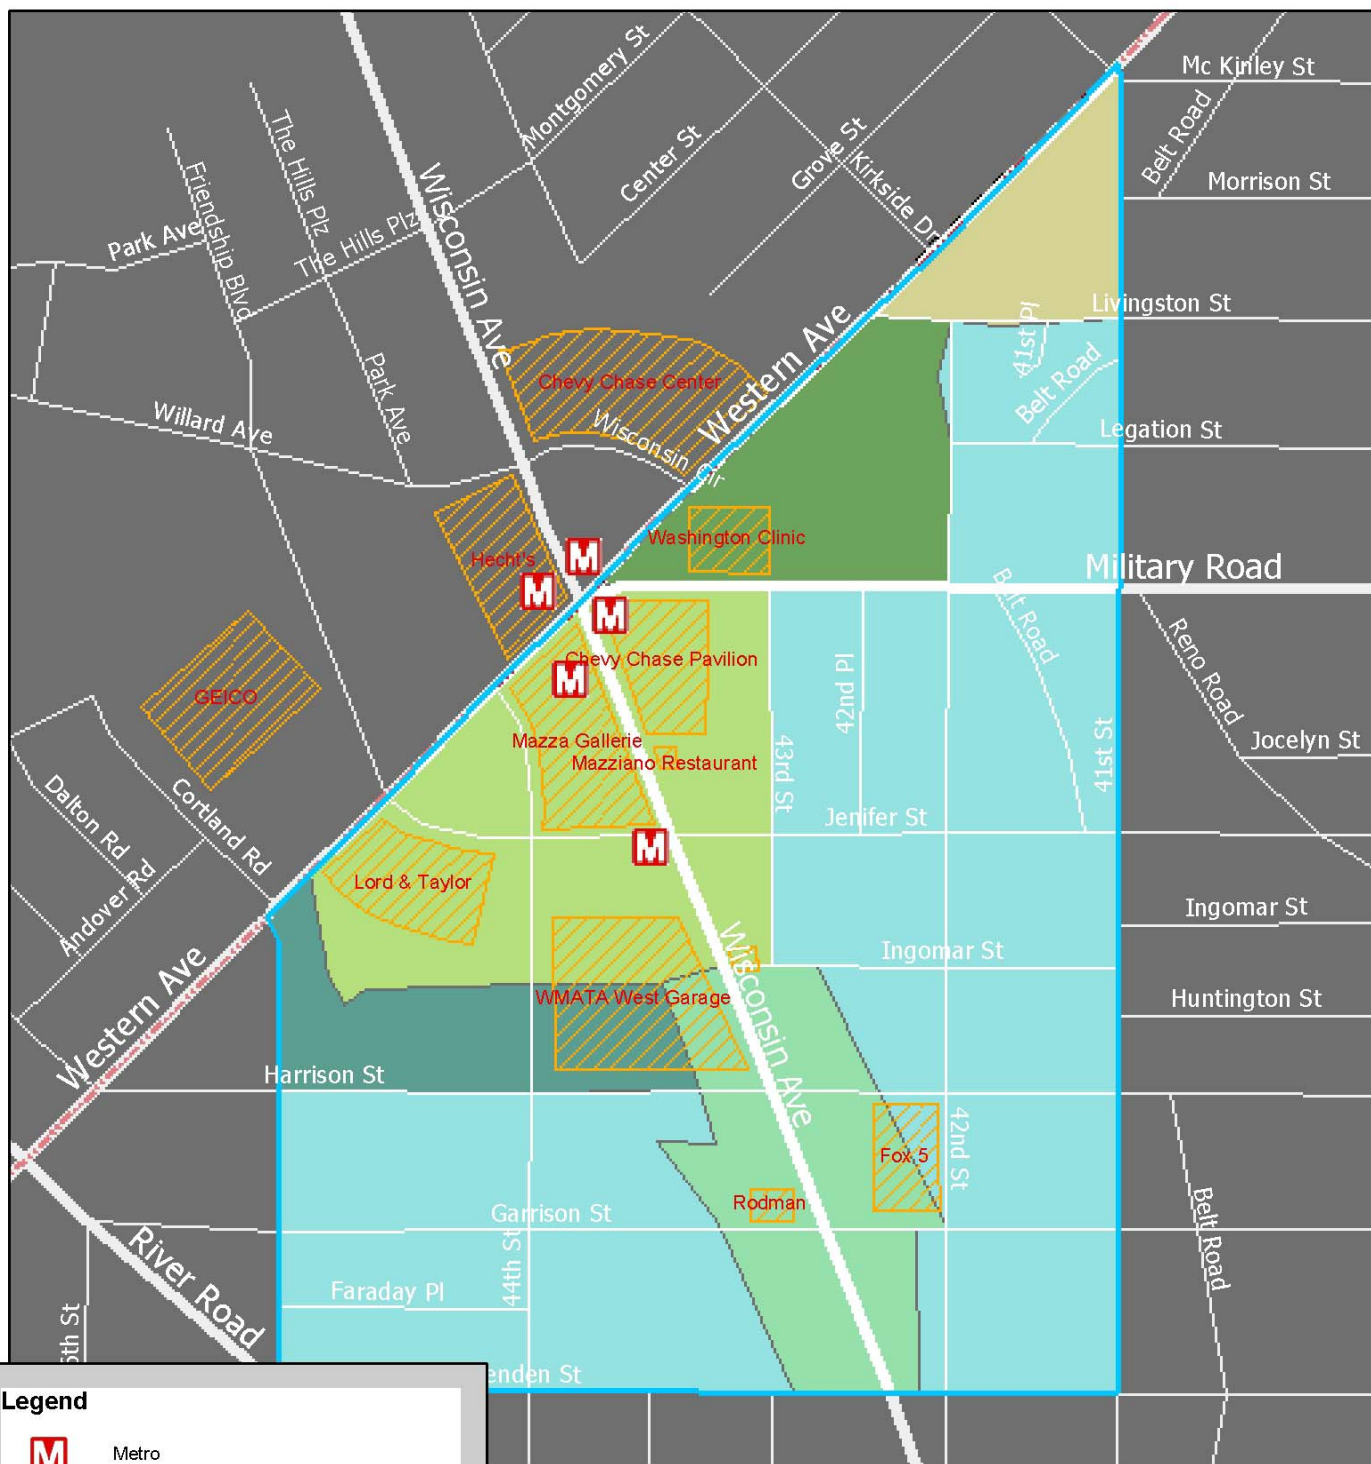 Mc Kinley St
Montgomery St
Belt Road
The Hills Plz
Center St
Grove St
Kirkside Dr
Morrison St
Friendship Blvd
Wisconsin Ave
Park Ave
The Hills Plz
Livingston St
41st Pl
Western Ave
Park Ave
Chevy Chase Center
Belt Road
Willard Ave
Wisconsin Cir
Legation St
Washington Clinic
Hecht's
M
M
Military Road
M
Belt Road
Reno Road
Chevy Chase Pavilion
M
42nd Pl
GEICO
Mazza Gallerie
Mazziano Restaurant
43rd St
41st St
Jocelyn St
Dalton Rd
Cortland Rd
Jenifer St
M
Andover Rd
Lord & Taylor
Ingomar St
Ingomar St
Wisconsin Ave
WMATA West Garage
Huntington St
Western Ave
Harrison St
42nd St
Fox 5
Rodman
Garrison St
Belt Road
River Road
44th St
Faraday Pl
enden St
Legend
M Metro